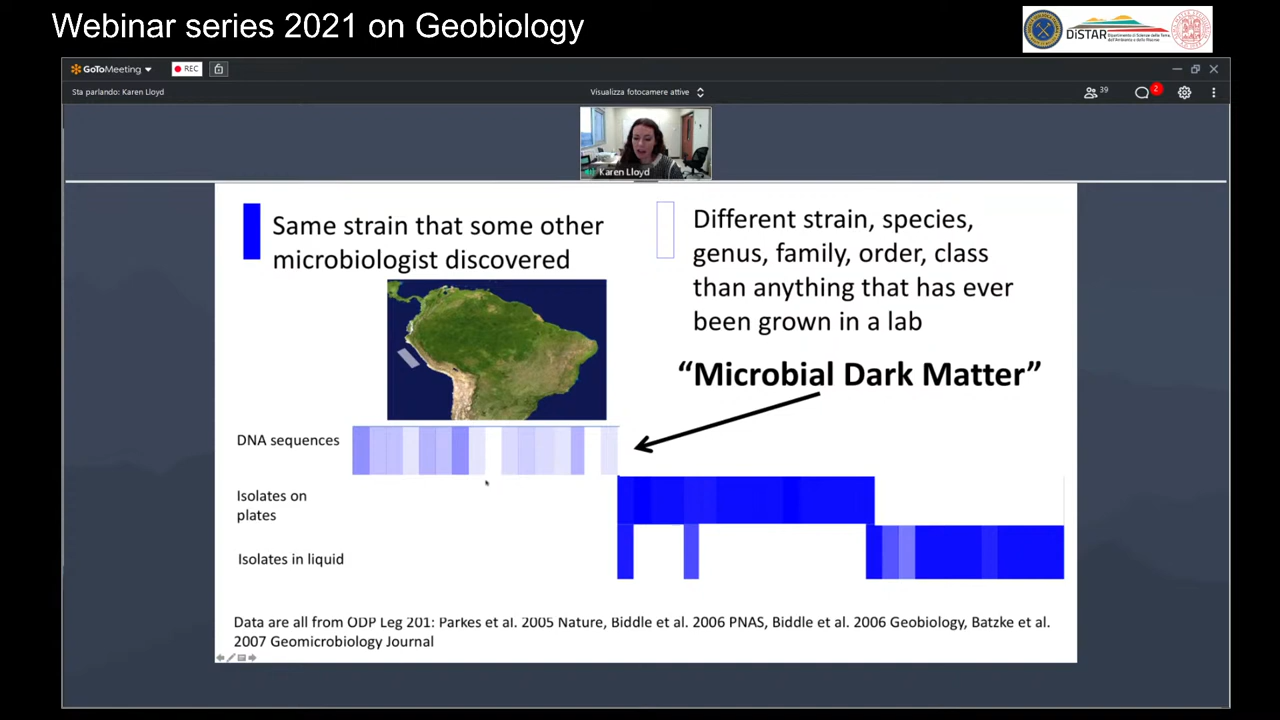 Webinar series 2021 on Geobiology
DiSTAR
GoToMeeting
REC
Sta parlando: Karen Lloyd
Visualizza fotocamere attive
39
2
Karen Lloyd
Same strain that some other
microbiologist discovered
Different strain, species,
genus, family, order, class
than anything that has ever
been grown in a lab
“Microbial Dark Matter”
DNA sequences
Isolates on
plates
Isolates in liquid
Data are all from ODP Leg 201: Parkes et al. 2005 Nature, Biddle et al. 2006 PNAS, Biddle et al. 2006 Geobiology, Batzke et al.
2007 Geomicrobiology Journal